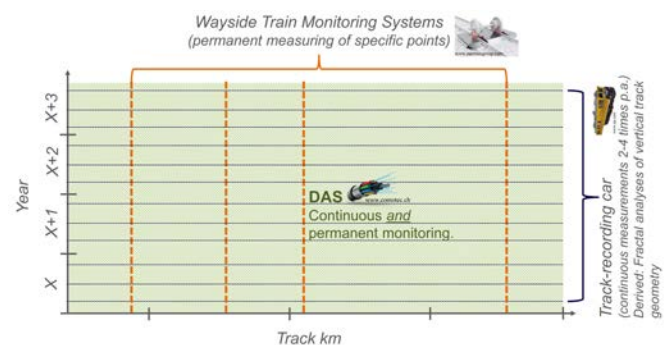 Wayside Train Monitoring Systems
(permanent measuring of specific points)
X+3
X+2
X+1
X
Year
DAS
Continuous and
permanent monitoring.
Track km
Track-recording car
(continuous measurements 2-4 times p.a.)
Derived: Fractal analyses of vertical track
geometry